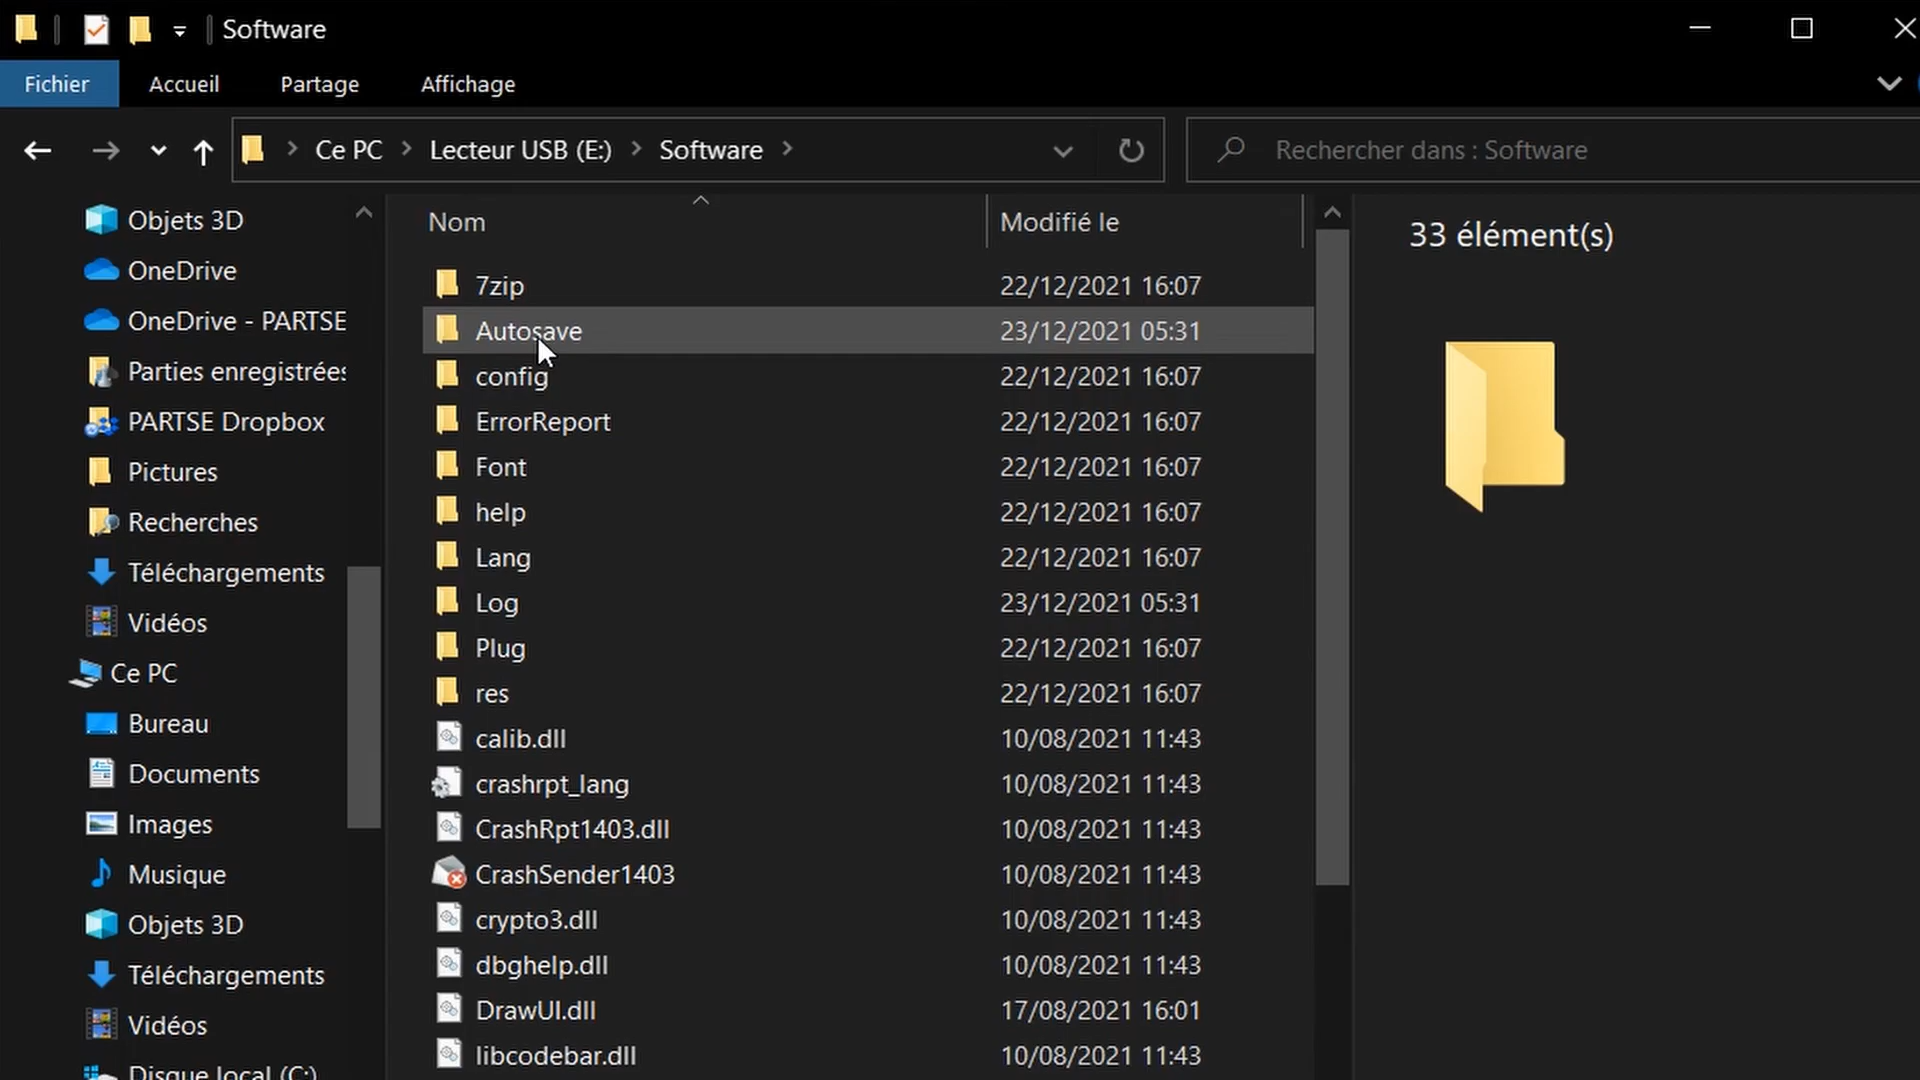 Software
Fichier
Accueil
Partage
Affichage
Ce PC
Lecteur USB (E:)
Software
Rechercher dans : Software
Objets 3D
OneDrive
OneDrive - PARTSE
Parties enregistrées
PARTSE Dropbox
Pictures
Recherches
Téléchargements
Vidéos
Ce PC
Bureau
Documents
Images
Musique
Objets 3D
Téléchargements
Vidéos
Disque local (C:)
Nom Modifié le
7zip 22/12/2021 16:07
Autosave 23/12/2021 05:31
config 22/12/2021 16:07
ErrorReport 22/12/2021 16:07
Font 22/12/2021 16:07
help 22/12/2021 16:07
Lang 22/12/2021 16:07
Log 23/12/2021 05:31
Plug 22/12/2021 16:07
res 22/12/2021 16:07
calib.dll 10/08/2021 11:43
crashrpt_lang 10/08/2021 11:43
CrashRpt1403.dll 10/08/2021 11:43
CrashSender1403 10/08/2021 11:43
crypto3.dll 10/08/2021 11:43
dbghelp.dll 10/08/2021 11:43
DrawUI.dll 17/08/2021 16:01
libcodebar.dll 10/08/2021 11:43
33 élément(s)